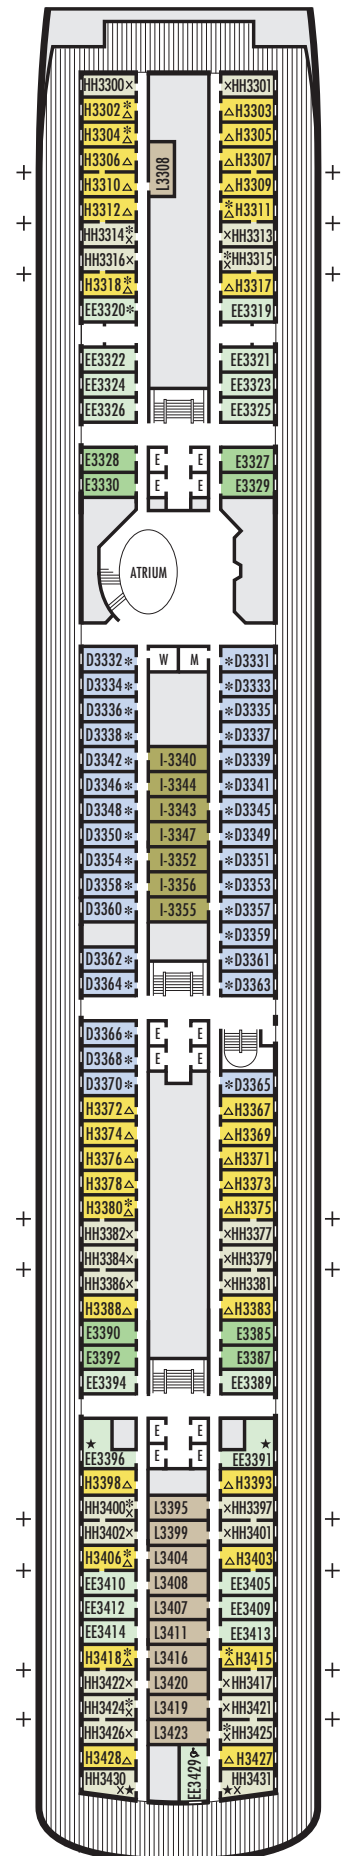 HH3300× ×HH3301
H3302*△ △H3303
H3304*△ △H3305
H3306△ L3308 △H3307
H3310△ △H3309
H3312△ *△H3311
HH3314*× ×HH3313
HH3316× *×HH3315
H3318*△ △H3317
EE3320* EE3319
EE3322 EE3321
EE3324 EE3323
EE3326 EE3325
E3328 E E E3327
E3330 E E E3329
ATRIUM
D3332* W M *D3331
D3334* *D3333
D3336* *D3335
D3338* *D3337
D3342* I-3340 *D3339
D3346* I-3344 *D3341
D3348* I-3343 *D3345
D3350* I-3347 *D3349
D3354* I-3352 *D3351
D3358* I-3356 *D3353
D3360* I-3355 *D3357
*D3359
D3362* *D3361
D3364* *D3363
D3366* E E
D3368* E E
D3370* *D3365
H3372△ △H3367
H3374△ △H3369
H3376△ △H3371
H3378△ △H3373
H3380*△ △H3375
HH3382× ×HH3377
HH3384× ×HH3379
HH3386× ×HH3381
H3388△ △H3383
E3390 E3385
E3392 E3387
EE3394 EE3389
★ E E ★
EE3396 E E EE3391
H3398△ △H3393
HH3400*× L3395 ×HH3397
HH3402× L3399 ×HH3401
H3406*△ L3404 △H3403
EE3410 L3408 EE3405
EE3412 L3407 EE3409
EE3414 L3411 EE3413
H3418*△ L3416 *△H3415
HH3422× L3420 ×HH3417
HH3424*× L3419 ×HH3421
HH3426× L3423 *×HH3425
H3428△ EE3429 △H3427
HH3430 HH3431
×★ ★×